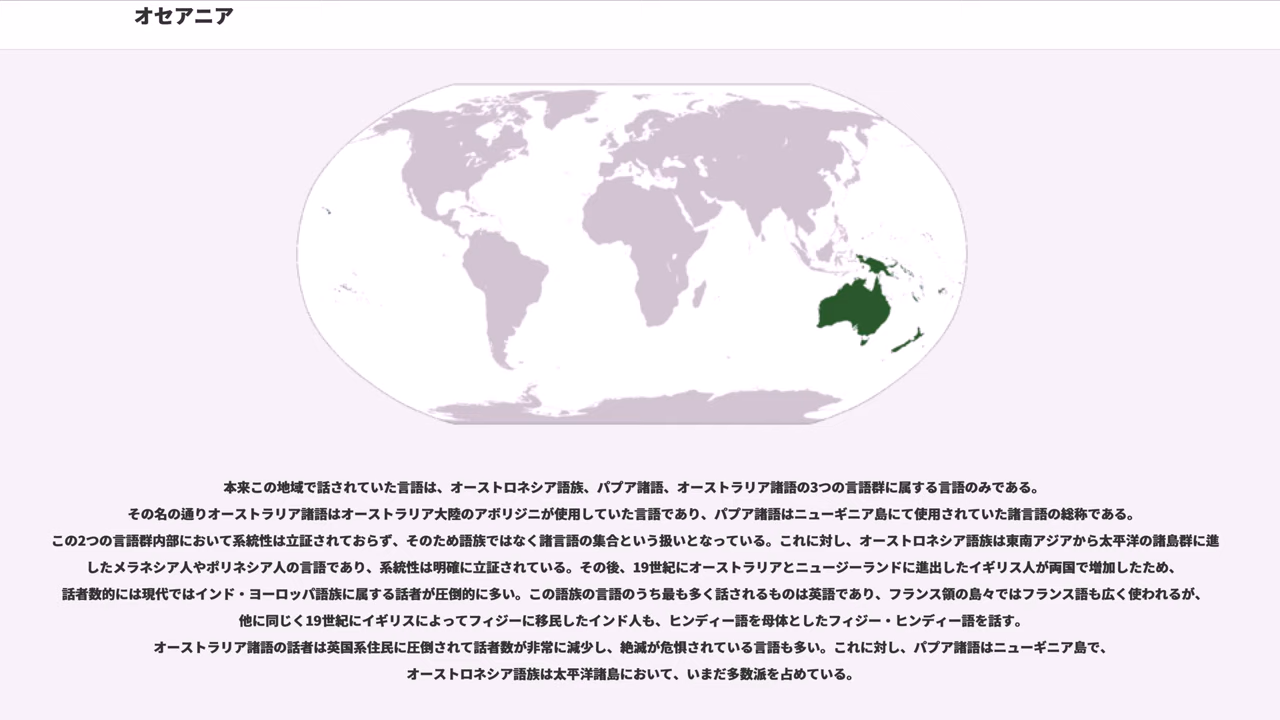 オセアニア
本来この地域で話されていた言語は、オーストロネシア語族、パプア諸語、オーストラリア諸語の3つの言語群に属する言語のみである。
その名の通りオーストラリア諸語はオーストラリア大陸のアボリジニが使用していた言語であり、パプア諸語はニューギニア島にて使用されていた諸言語の総称である。
この2つの言語群内部において系統性は立証されておらず、そのため語族ではなく諸言語の集合という扱いとなっている。これに対し、オーストロネシア語族は東南アジアから太平洋の諸島群に進
したメラネシア人やポリネシア人の言語であり、系統性は明確に立証されている。その後、19世紀にオーストラリアとニュージーランドに進出したイギリス人が両国で増加したため、
話者数的には現代ではインド・ヨーロッパ語族に属する話者が圧倒的に多い。この語族の言語のうち最も多く話されるものは英語であり、フランス領の島々ではフランス語も広く使われるが、
他に同じく19世紀にイギリスによってフィジーに移民したインド人も、ヒンディー語を母体としたフィジー・ヒンディー語を話す。
オーストラリア諸語の話者は英国系住民に圧倒されて話者数が非常に減少し、絶滅が危惧されている言語も多い。これに対し、パプア諸語はニューギニア島で、
オーストロネシア語族は太平洋諸島において、いまだ多数派を占めている。